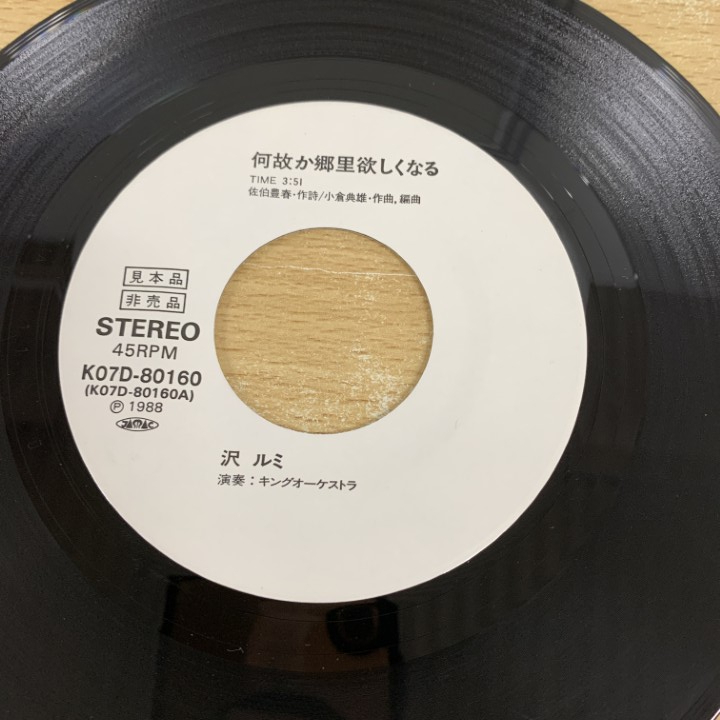 何故か郷里欲しくなる
TIME 3:51
佐伯豊春・作詩/小倉典雄・作曲,編曲
見本品
非売品
STEREO
45RPM
K07D-80160
(K07D-80160A)
Ⓟ 1988
沢 ルミ
演奏:キングオーケストラ